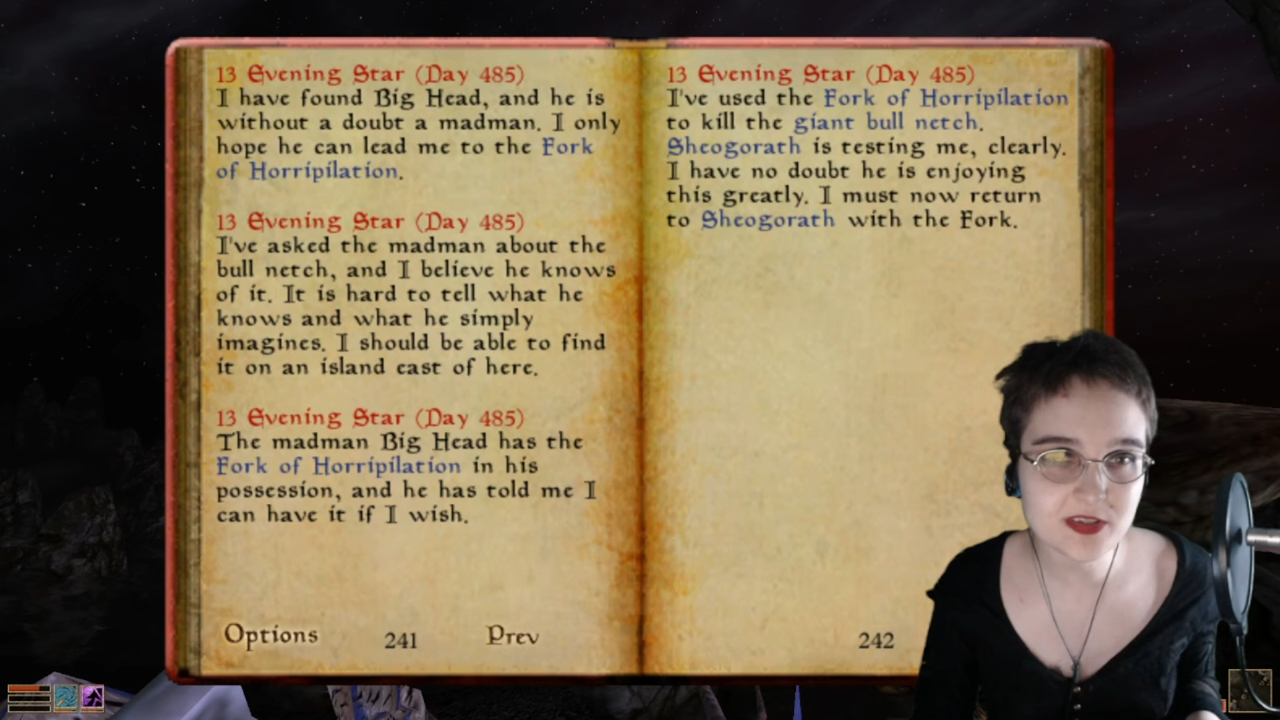 13 Evening Star (Day 485)
I have found Big Head, and he is
without a doubt a madman. I only
hope he can lead me to the Fork
of Horripilation.
13 Evening Star (Day 485)
I've asked the madman about the
bull netch, and I believe he knows
of it. It is hard to tell what he
knows and what he simply
imagines. I should be able to find
it on an island east of here.
13 Evening Star (Day 485)
The madman Big Head has the
Fork of Horripilation in his
possession, and he has told me I
can have it if I wish.
Options
241
Prev
13 Evening Star (Day 485)
I've used the Fork of Horripilation
to kill the giant bull netch.
Sheogorath is testing me, clearly.
I have no doubt he is enjoying
this greatly. I must now return
to Sheogorath with the Fork.
242